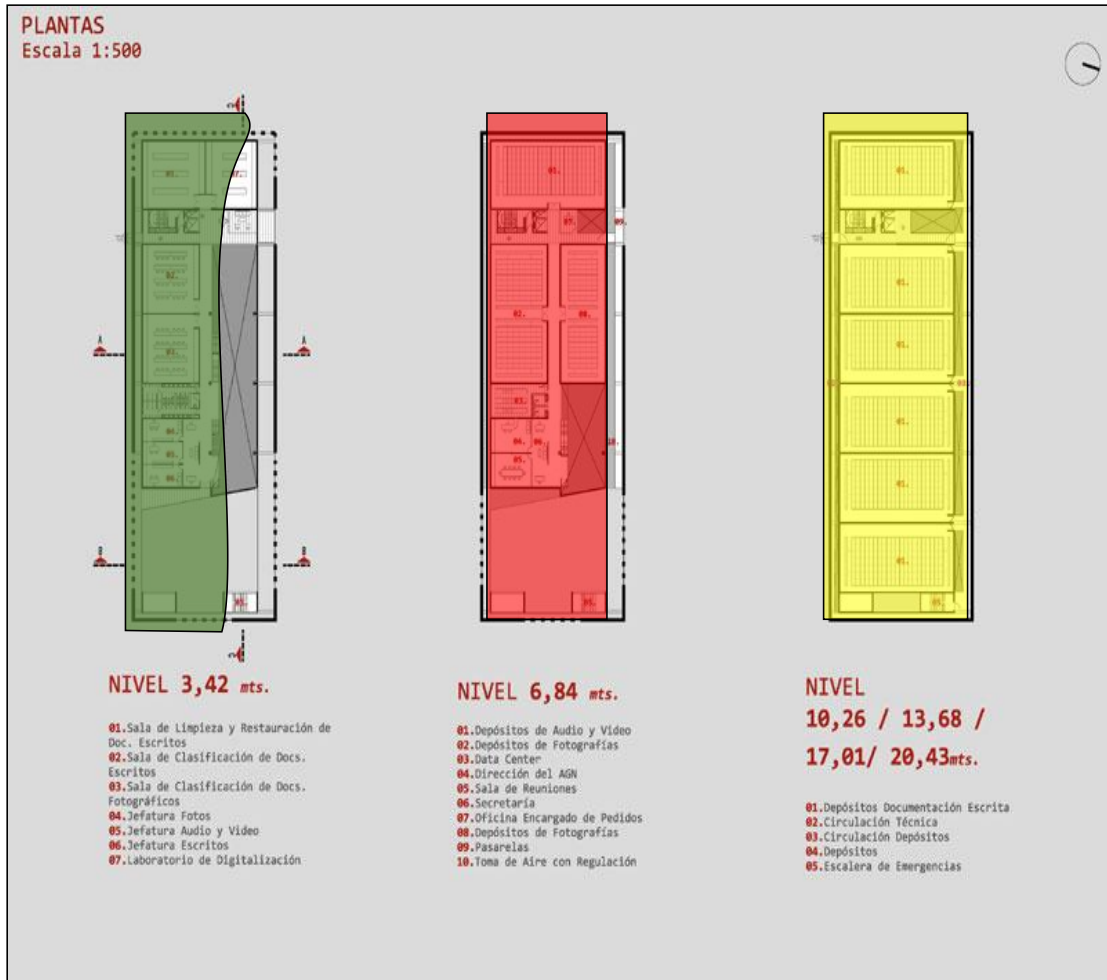 PLANTAS
Escala 1:500
NIVEL 3,42 mts.
01.Sala de Limpieza y Restauración de
Doc. Escritos
02.Sala de Clasificación de Docs.
Escritos
03.Sala de Clasificación de Docs.
Fotográficos
04.Jefatura Fotos
05.Jefatura Audio y Video
06.Jefatura Escritos
07.Laboratorio de Digitalización
NIVEL 6,84 mts.
01.Depósitos de Audio y Video
02.Depósitos de Fotografías
03.Data Center
04.Dirección del AGN
05.Sala de Reuniones
06.Secretaría
07.Oficina Encargado de Pedidos
08.Depósitos de Fotografías
09.Pasarelas
10.Toma de Aire con Regulación
NIVEL
10,26 / 13,68 /
17,01/ 20,43mts.
01.Depósitos Documentación Escrita
02.Circulación Técnica
03.Circulación Depósitos
04.Depósitos
05.Escalera de Emergencias